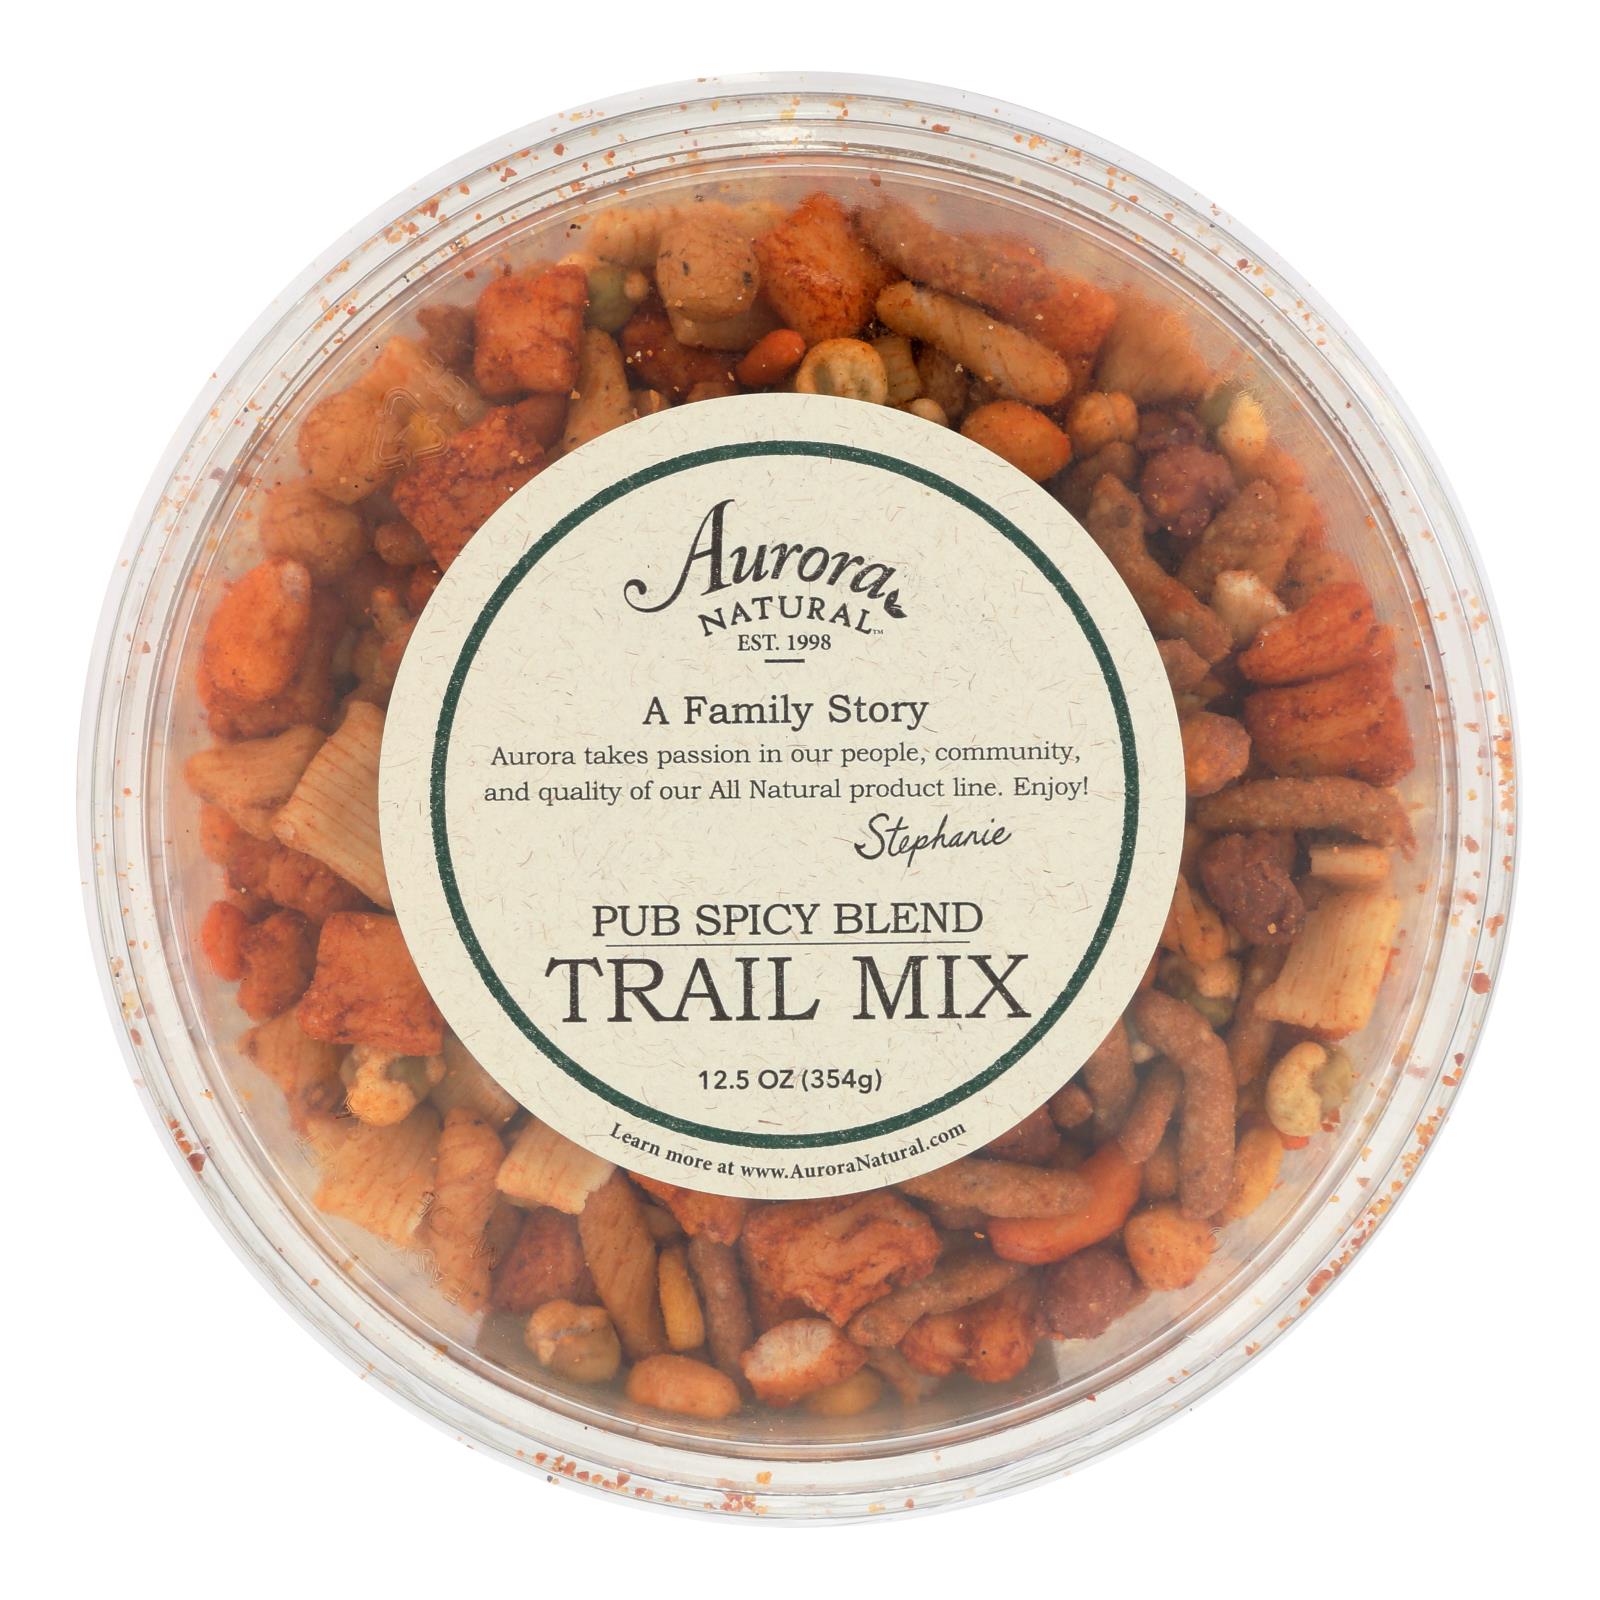 Aurora
NATURAL™
EST. 1998
A Family Story
Aurora takes passion in our people, community,
and quality of our All Natural product line. Enjoy!
Stephanie
PUB SPICY BLEND
TRAIL MIX
12.5 OZ (354g)
Learn more at www.AuroraNatural.com